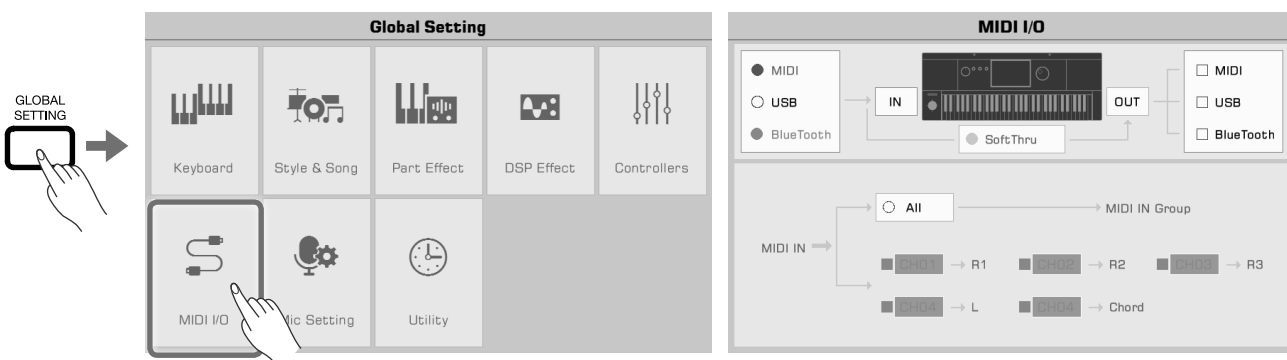 GLOBAL
SETTING
Global Setting
Keyboard
Style & Song
Part Effect
DSP Effect
Controllers
MIDI I/O
Mic Setting
Utility
MIDI I/O
MIDI
USB
BlueTooth
IN
OUT
SoftThru
MIDI
USB
BlueTooth
MIDI IN
All
MIDI IN Group
CH01
R1
CH02
R2
CH03
R3
CH04
L
CH04
Chord